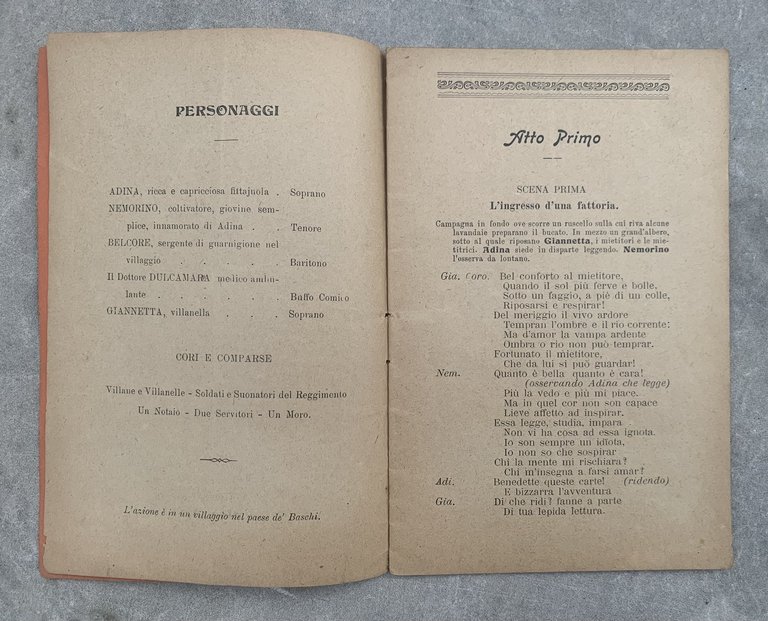 PERSONAGGI
ADINA, ricca e capricciosa fittajuola . Soprano
NEMORINO, coltivatore, giovine sem-
plice, innamorato di Adina . . Tenore
BELCORE, sergente di guarnigione nel
villaggio . . . . . Baritono
Il Dottore DULCAMARA medico ambu-
lante . . . . . . Buffo Comico
GIANNETTA, villanella . . . Soprano
CORI E COMPARSE
Villane e Villanelle - Soldati e Suonatori del Reggimento
Un Notaio - Due Servitori - Un Moro.
L'azione è in un villaggio nel paese de' Baschi.
Atto Primo
SCENA PRIMA
L'ingresso d'una fattoria.
Campagna in fondo ove scorre un ruscello sulla cui riva alcune
lavandaie preparano il bucato. In mezzo un grand'albero,
sotto al quale riposano Giannetta, i mietitori e le mie-
titrici. Adina siede in disparte leggendo. Nemorino
l'osserva da lontano.
Gia. Coro. Bel conforto al mietitore,
Quando il sol più ferve e bolle,
Sotto un faggio, a piè di un colle,
Riposarsi e respirar!
Del meriggio il vivo ardore
Tempran l'ombre e il rio corrente;
Ma d'amor la vampa ardente
Ombra o rio non può temprar.
Fortunato il mietitore,
Che da lui si può guardar!
Nem. Quanto è bella quanto è cara!
(osservando Adina che legge)
Più la vedo e più mi piace.
Ma in quel cor non son capace
Lieve affetto ad inspirar.
Essa legge, studia, impara
Non vi ha cosa ad essa ignota.
Io son sempre un idiota,
Io non so che sospirar
Chi la mente mi rischiara?
Chi m'insegna a farsi amar?
Adi. Benedette queste carte! (ridendo)
E bizzarra l'avventura
Gia. Di che ridi? fanne a parte
Di tua lepida lettura.